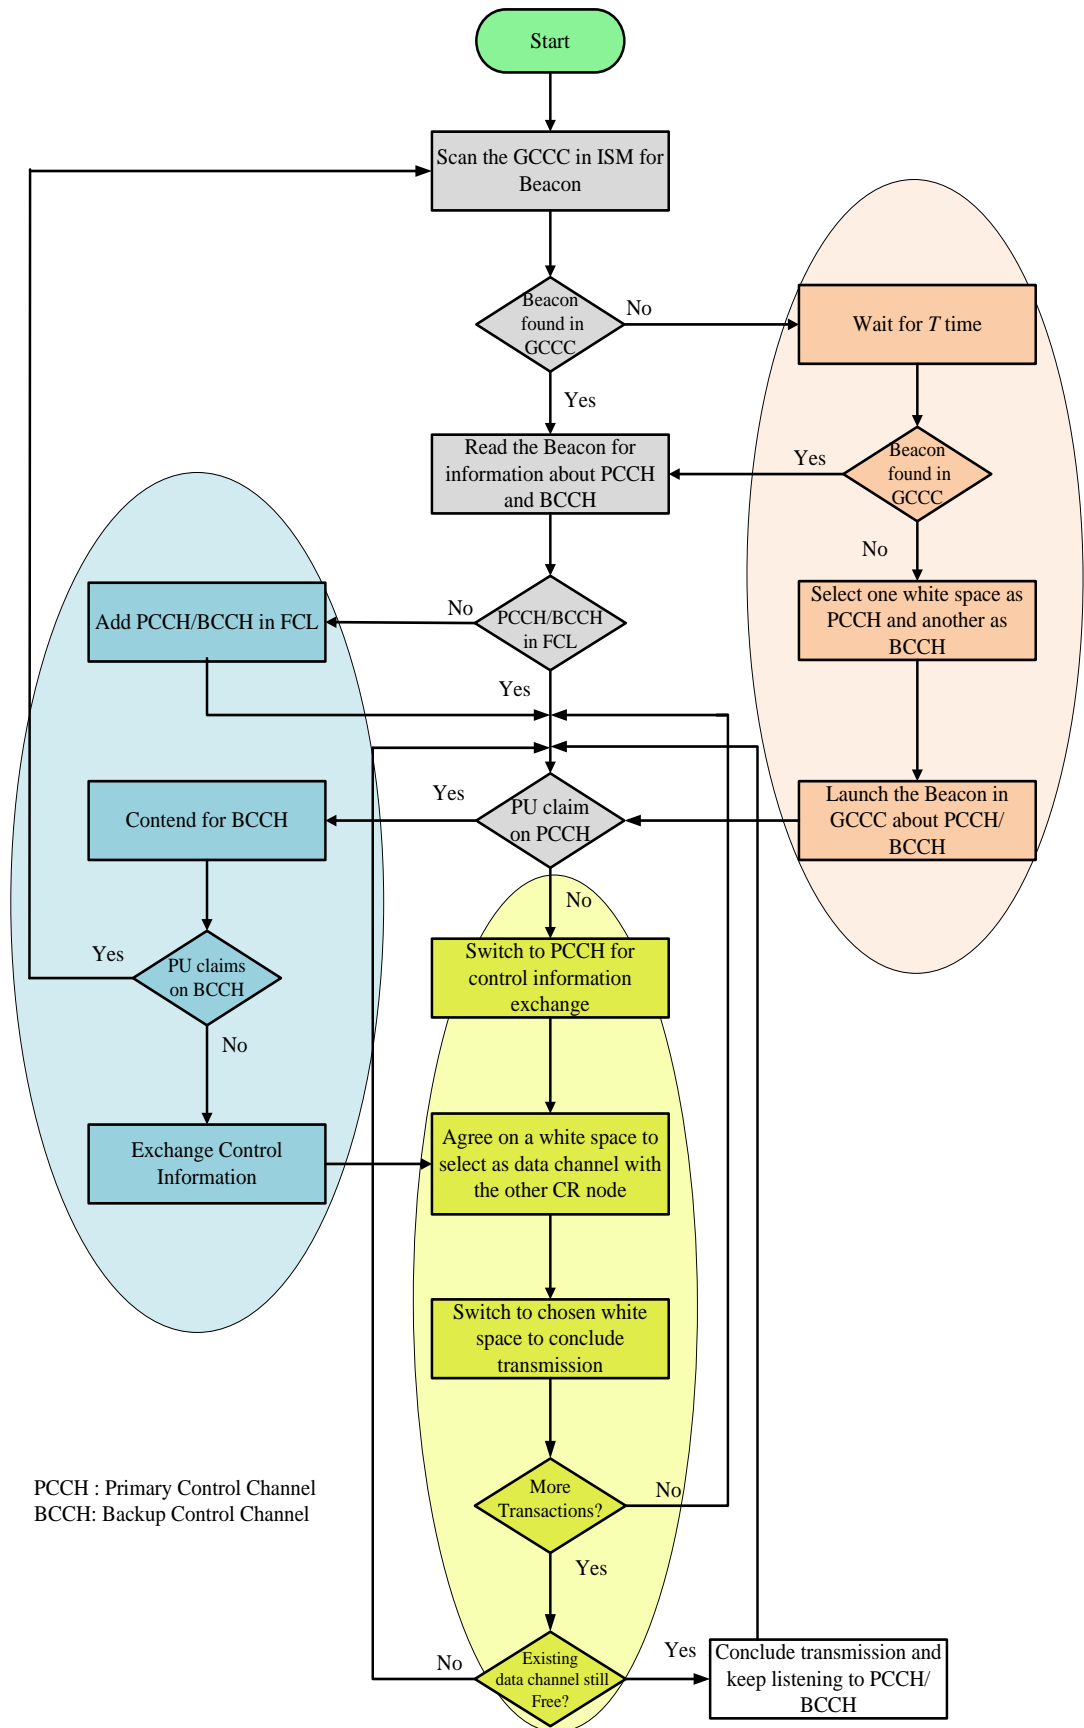 Start
Scan the GCCC in ISM for
Beacon
Beacon
found in
GCCC
No
Wait for T time
Yes
Read the Beacon for
information about PCCH
and BCCH
Yes
Beacon
found in
GCCC
No
Select one white space as
PCCH and another as
BCCH
Add PCCH/BCCH in FCL
No
PCCH/BCCH
in FCL
Yes
Contend for BCCH
Yes
PU claim
on PCCH
Launch the Beacon in
GCCC about PCCH/
BCCH
No
Yes
PU claims
on BCCH
Switch to PCCH for
control information
exchange
No
Exchange Control
Information
Agree on a white space to
select as data channel with
the other CR node
Switch to chosen white
space to conclude
transmission
PCCH : Primary Control Channel
BCCH: Backup Control Channel
More
Transactions?
No
Yes
No
Existing
data channel still
Free?
Yes
Conclude transmission and
keep listening to PCCH/
BCCH